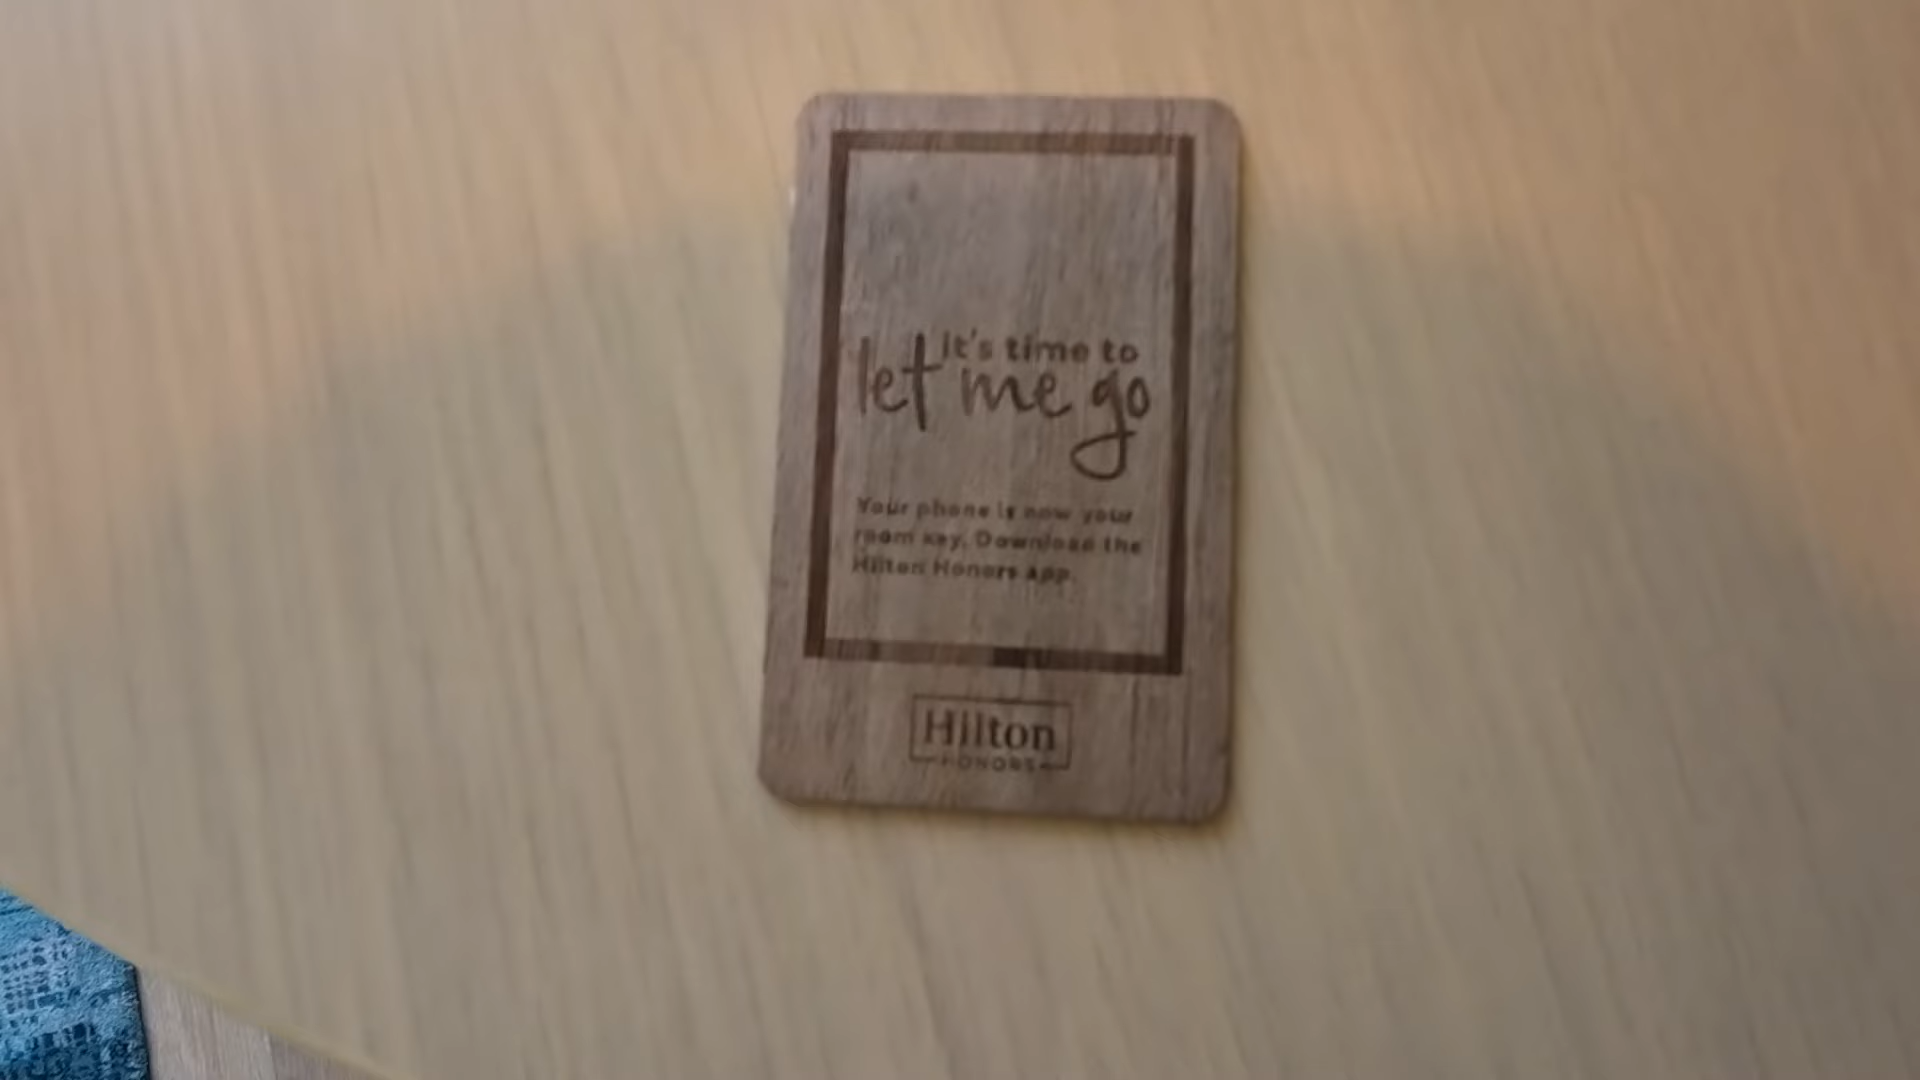 it's time to
let me go
Your phone is now your
room key. Download the
Hilton Honors app.
Hilton
HONORS